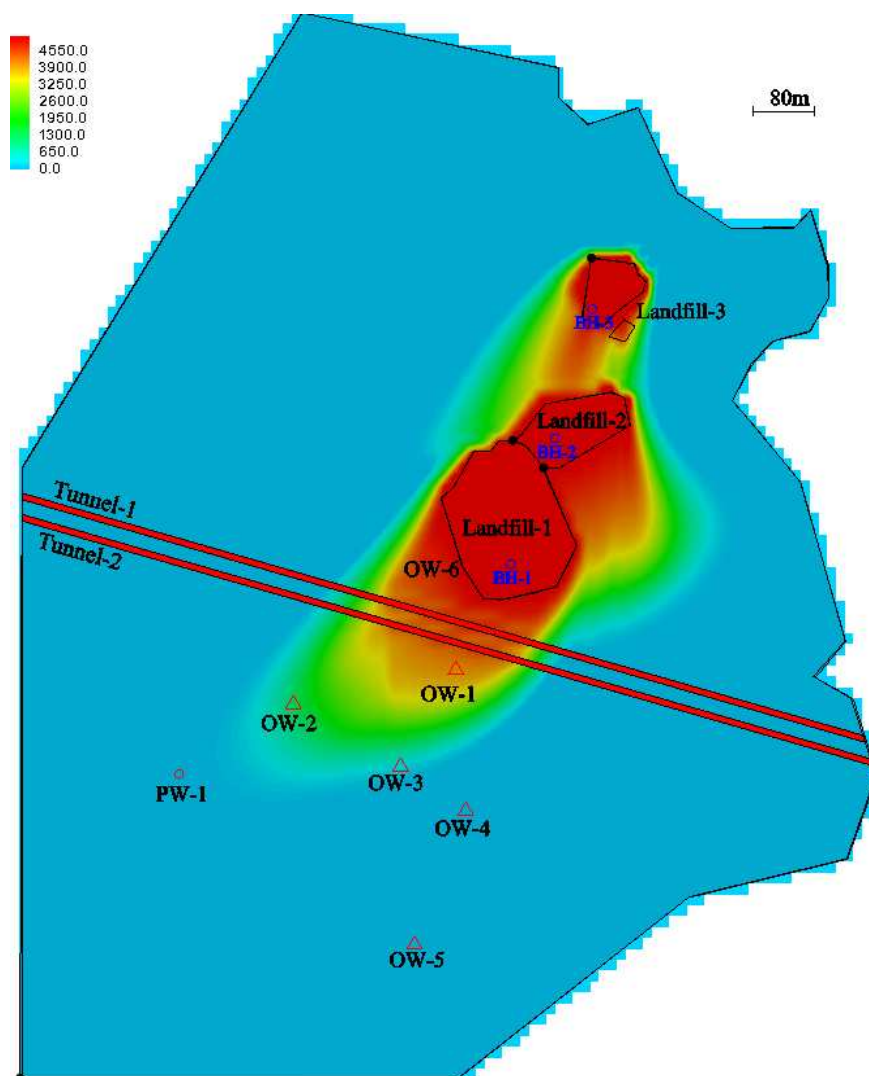 4550.0
3900.0
3250.0
2600.0
1950.0
1300.0
650.0
0.0
80m
Landfill-3
BH-3
Landfill-2
BH-2
Tunnel-1
Landfill-1
Tunnel-2
OW-6
BH-1
OW-1
OW-2
OW-3
PW-1
OW-4
OW-5